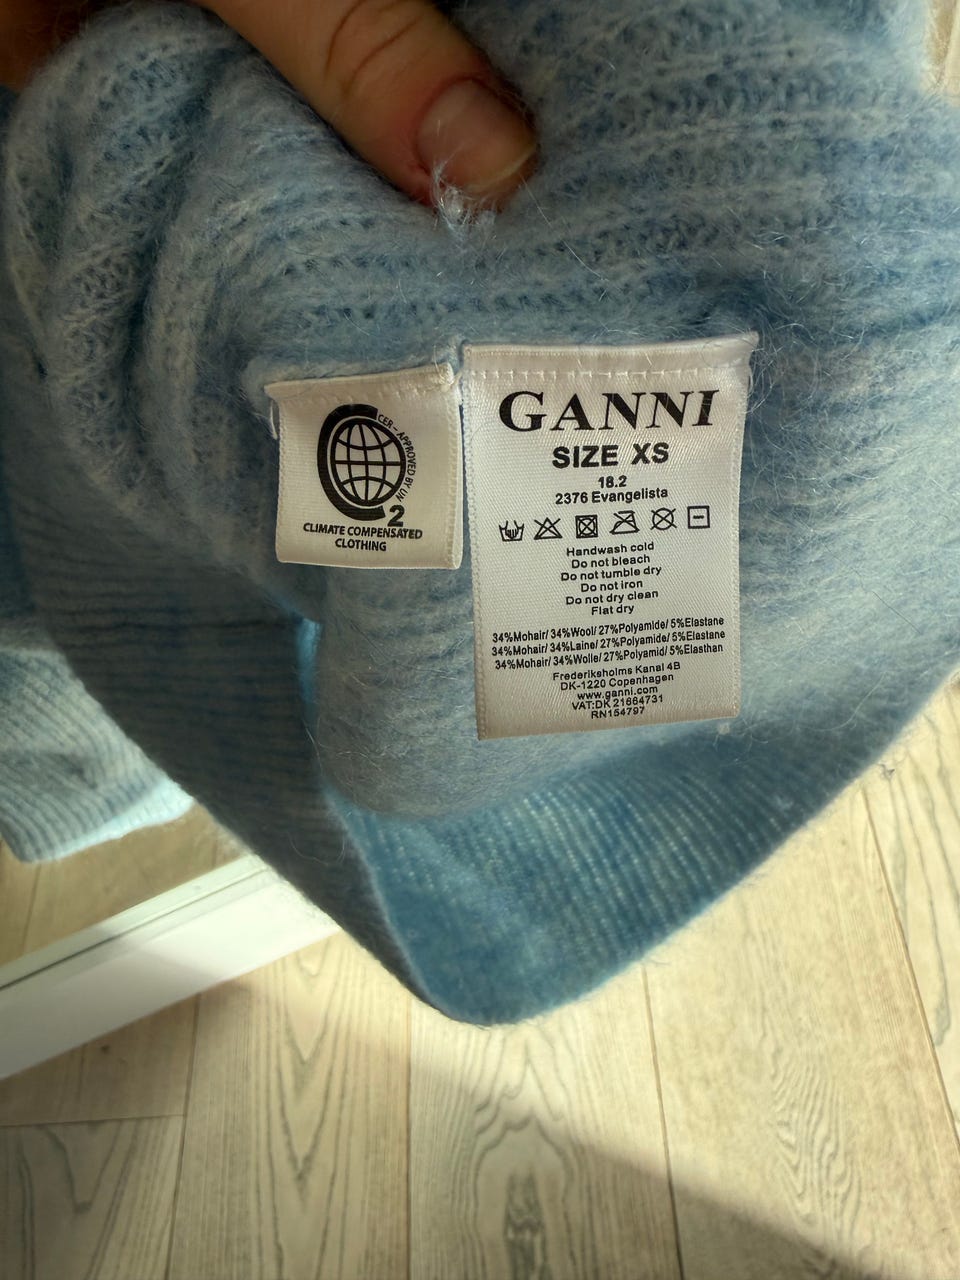 CER - APPROVED BY UN
2
CLIMATE COMPENSATED
CLOTHING
GANNI
SIZE XS
18.2
2376 Evangelista
Handwash cold
Do not bleach
Do not tumble dry
Do not iron
Do not dry clean
Flat dry
34%Mohair/ 34%Wool/ 27%Polyamide/ 5%Elastane
34%Mohair/ 34%Laine/ 27%Polyamide/ 5%Elastane
34%Mohair/ 34%Wolle/ 27%Polyamid/ 5%Elasthan
Frederiksholms Kanal 4B
DK-1220 Copenhagen
www.ganni.com
VAT:DK 21664731
RN154797